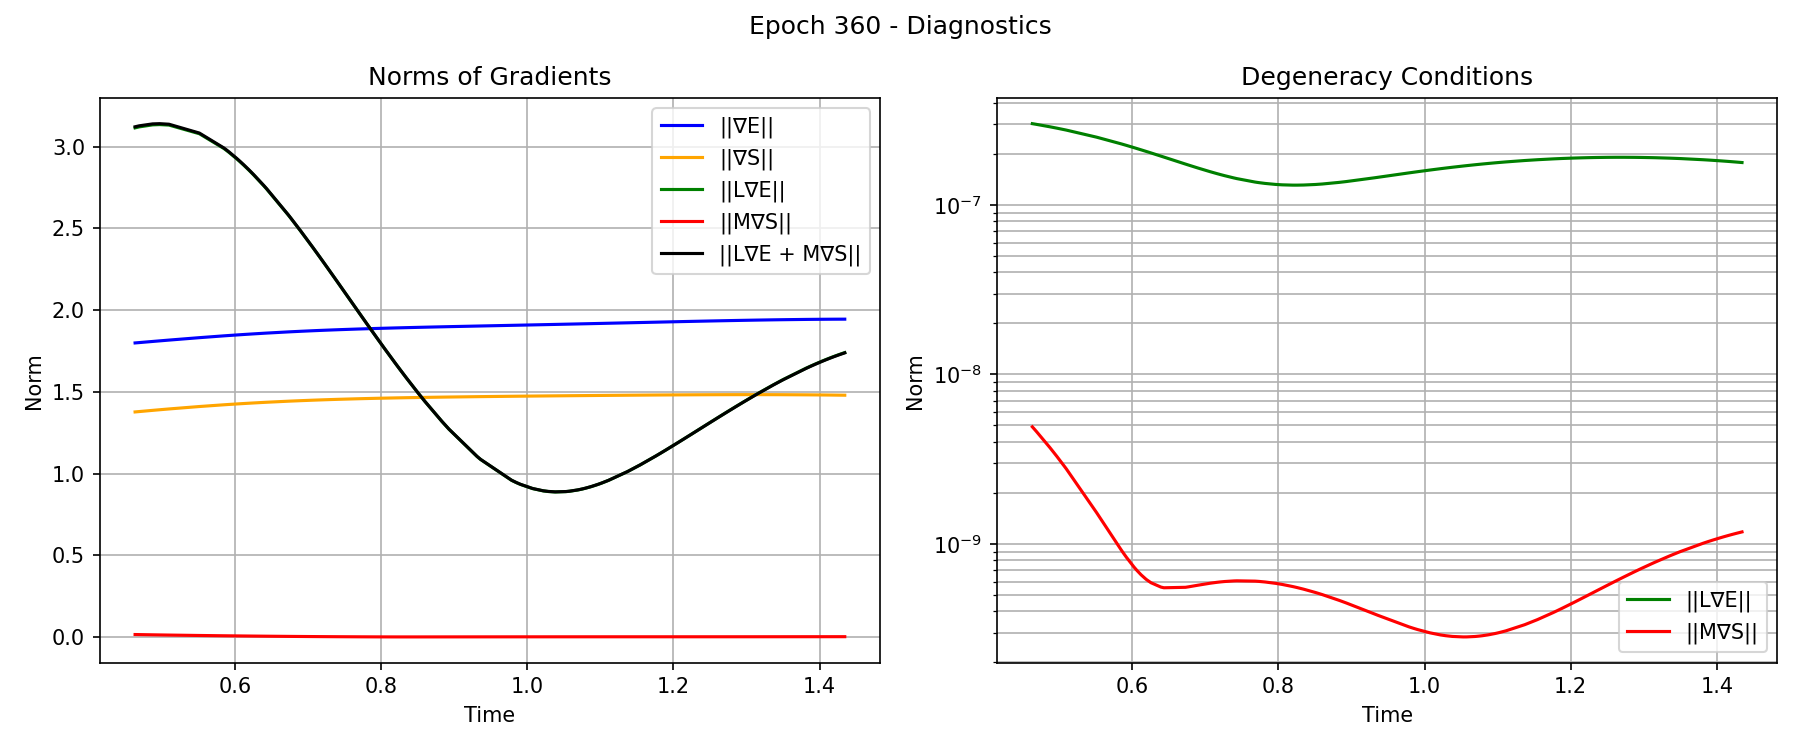 Epoch 360 - Diagnostics
Norms of Gradients
Norm
3.0
2.5
2.0
1.5
1.0
0.5
0.0
||∇E||
||∇S||
||L∇E||
||M∇S||
||L∇E + M∇S||
0.6 0.8 1.0 1.2 1.4
Time
Degeneracy Conditions
Norm
10⁻⁷
10⁻⁸
10⁻⁹
||L∇E||
||M∇S||
0.6 0.8 1.0 1.2 1.4
Time